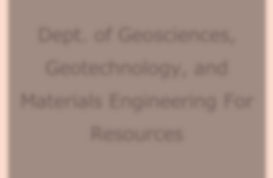 Dept. of Geosciences,
Geotechnology, and
Materials Engineering For
Resources